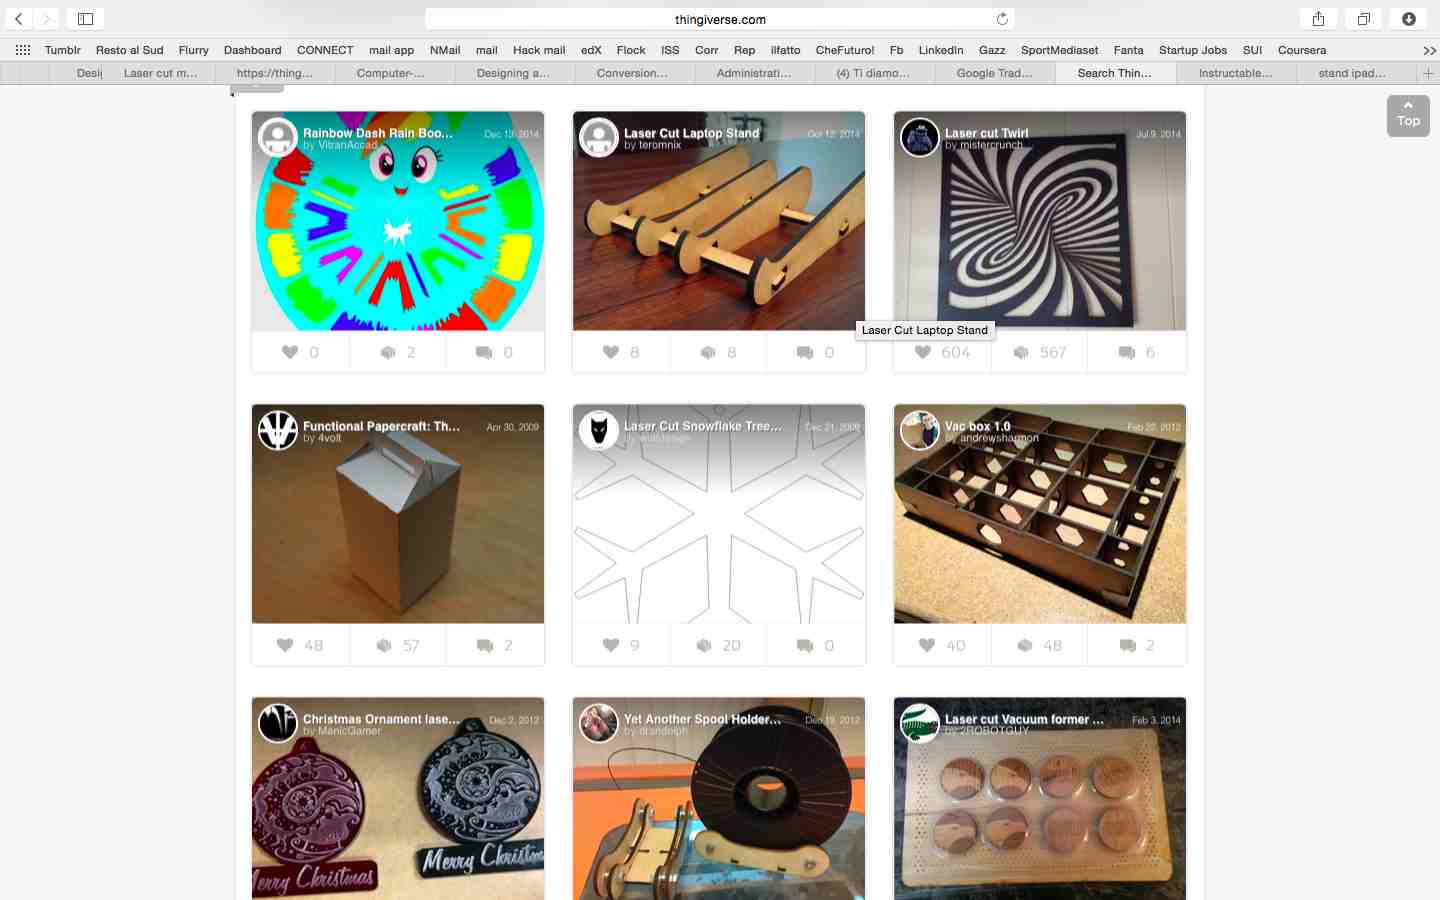 thingiverse.com
Tumblr Resto al Sud Flurry Dashboard CONNECT mail app NMail mail Hack mail edX Flock ISS Corr Rep ilfatto CheFuturo! Fb LinkedIn Gazz SportMediaset Fanta Startup Jobs SUI Coursera >>
Desi Laser cut m... https://thing... Computer-... Designing a... Conversion... Administrati... (4) Ti diamo... Google Trad... Search Thin... Instructable... stand ipad...
Top
Rainbow Dash Rain Boo... Dec 13, 2014
by VitranAccad
Laser Cut Laptop Stand Oct 12, 2014
by teromnix
Laser cut Twirl Jul 9, 2014
by mistercrunch...
Laser Cut Laptop Stand
0 2 0
8 8 0
604 567 6
Functional Papercraft: Th... Apr 30, 2009
by 4volt
Laser Cut Snowflake Tree... Dec 21, 2009
by
Vac box 1.0 Feb 22, 2012
by andrewsharmon
48 57 2
9 20 0
40 48 2
Christmas Ornament lase... Dec 2, 2012
by ManicGamer
Yet Another Spool Holder... Dec 19, 2012
by drandolph
Laser cut Vacuum former ... Feb 3, 2014
by 2ROBOTGUY
Merry Christmas
Merry Christmas